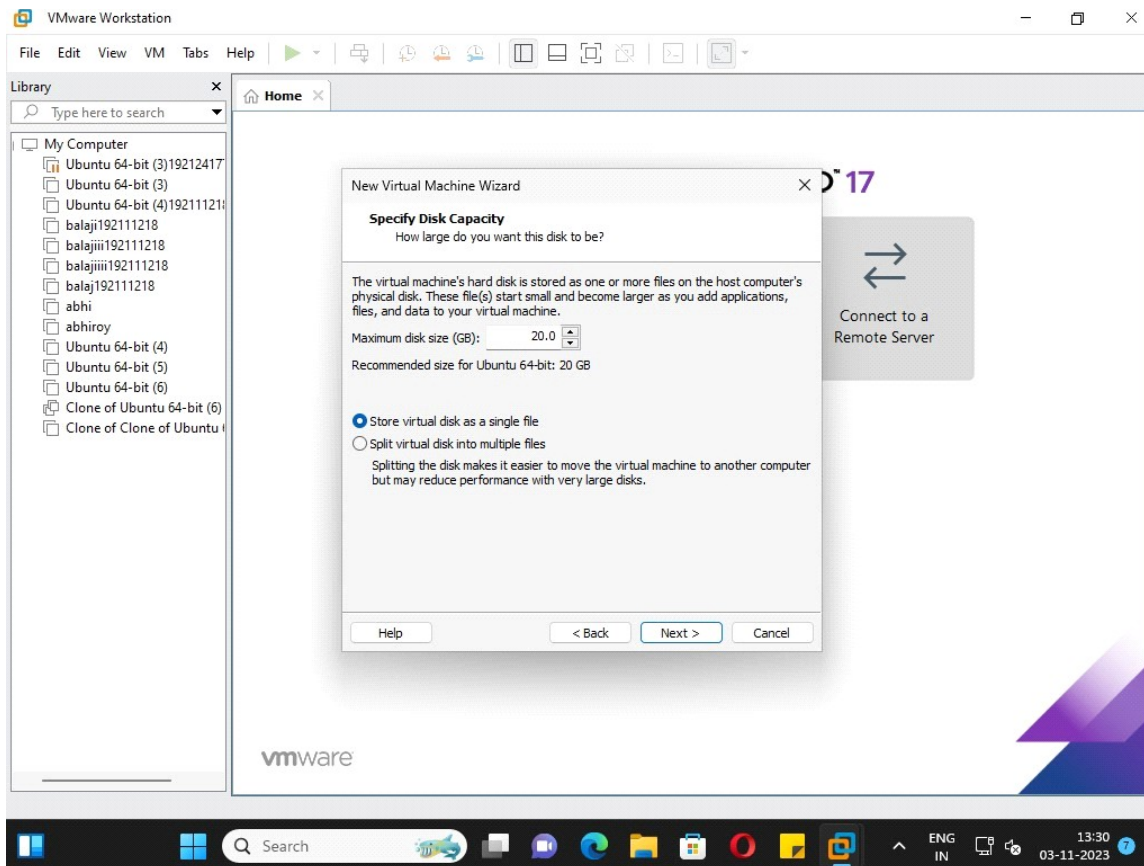 VMware Workstation
File Edit View VM Tabs Help
Library
Type here to search
Home
My Computer
Ubuntu 64-bit (3)19212417
Ubuntu 64-bit (3)
Ubuntu 64-bit (4)19211121
balaji192111218
balajiii192111218
balajiiii192111218
balaj192111218
abhi
abhiroy
Ubuntu 64-bit (4)
Ubuntu 64-bit (5)
Ubuntu 64-bit (6)
Clone of Ubuntu 64-bit (6)
Clone of Clone of Ubuntu
17
New Virtual Machine Wizard
Specify Disk Capacity
How large do you want this disk to be?
The virtual machine's hard disk is stored as one or more files on the host computer's
physical disk. These file(s) start small and become larger as you add applications,
files, and data to your virtual machine.
Maximum disk size (GB): 20.0
Recommended size for Ubuntu 64-bit: 20 GB
Store virtual disk as a single file
Split virtual disk into multiple files
Splitting the disk makes it easier to move the virtual machine to another computer
but may reduce performance with very large disks.
Help < Back Next > Cancel
Connect to a
Remote Server
vmware
Search
ENG
IN
13:30
03-11-2023
7